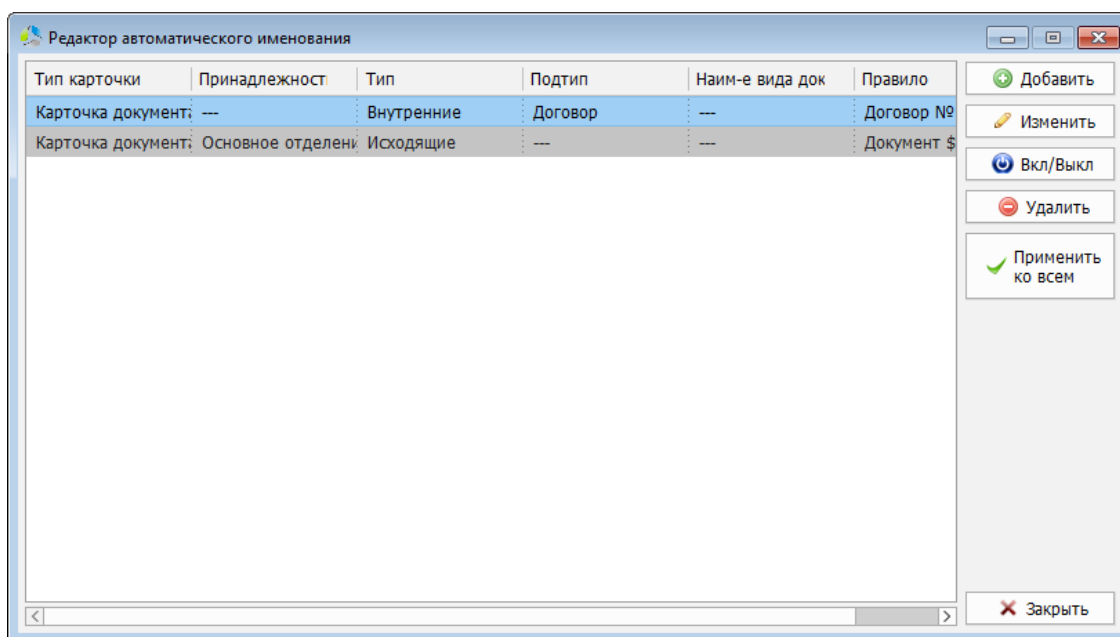 Редактор автоматического именования
Тип карточки Принадлежност Тип Подтип Наим-е вида док Правило
Карточка документ --- Внутренние Договор --- Договор №
Карточка документ Основное отделени Исходящие --- --- Документ $
Добавить
Изменить
Вкл/Выкл
Удалить
Применить
ко всем
Закрыть